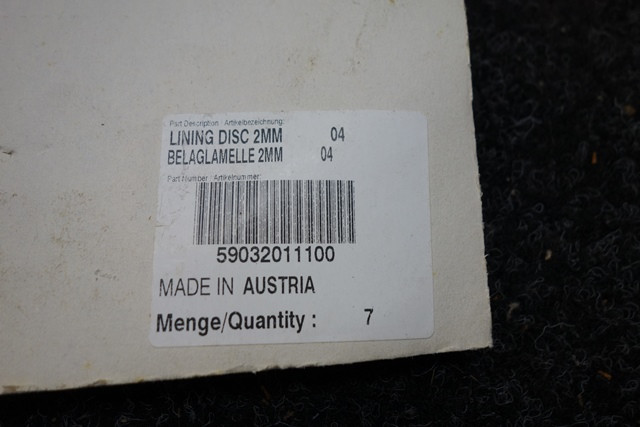 Part Description / Artikelbezeichnung:
LINING DISC 2MM 04
BELAGLAMELLE 2MM 04
Part Number / Artikelnummer:
59032011100
MADE IN AUSTRIA
Menge/Quantity : 7